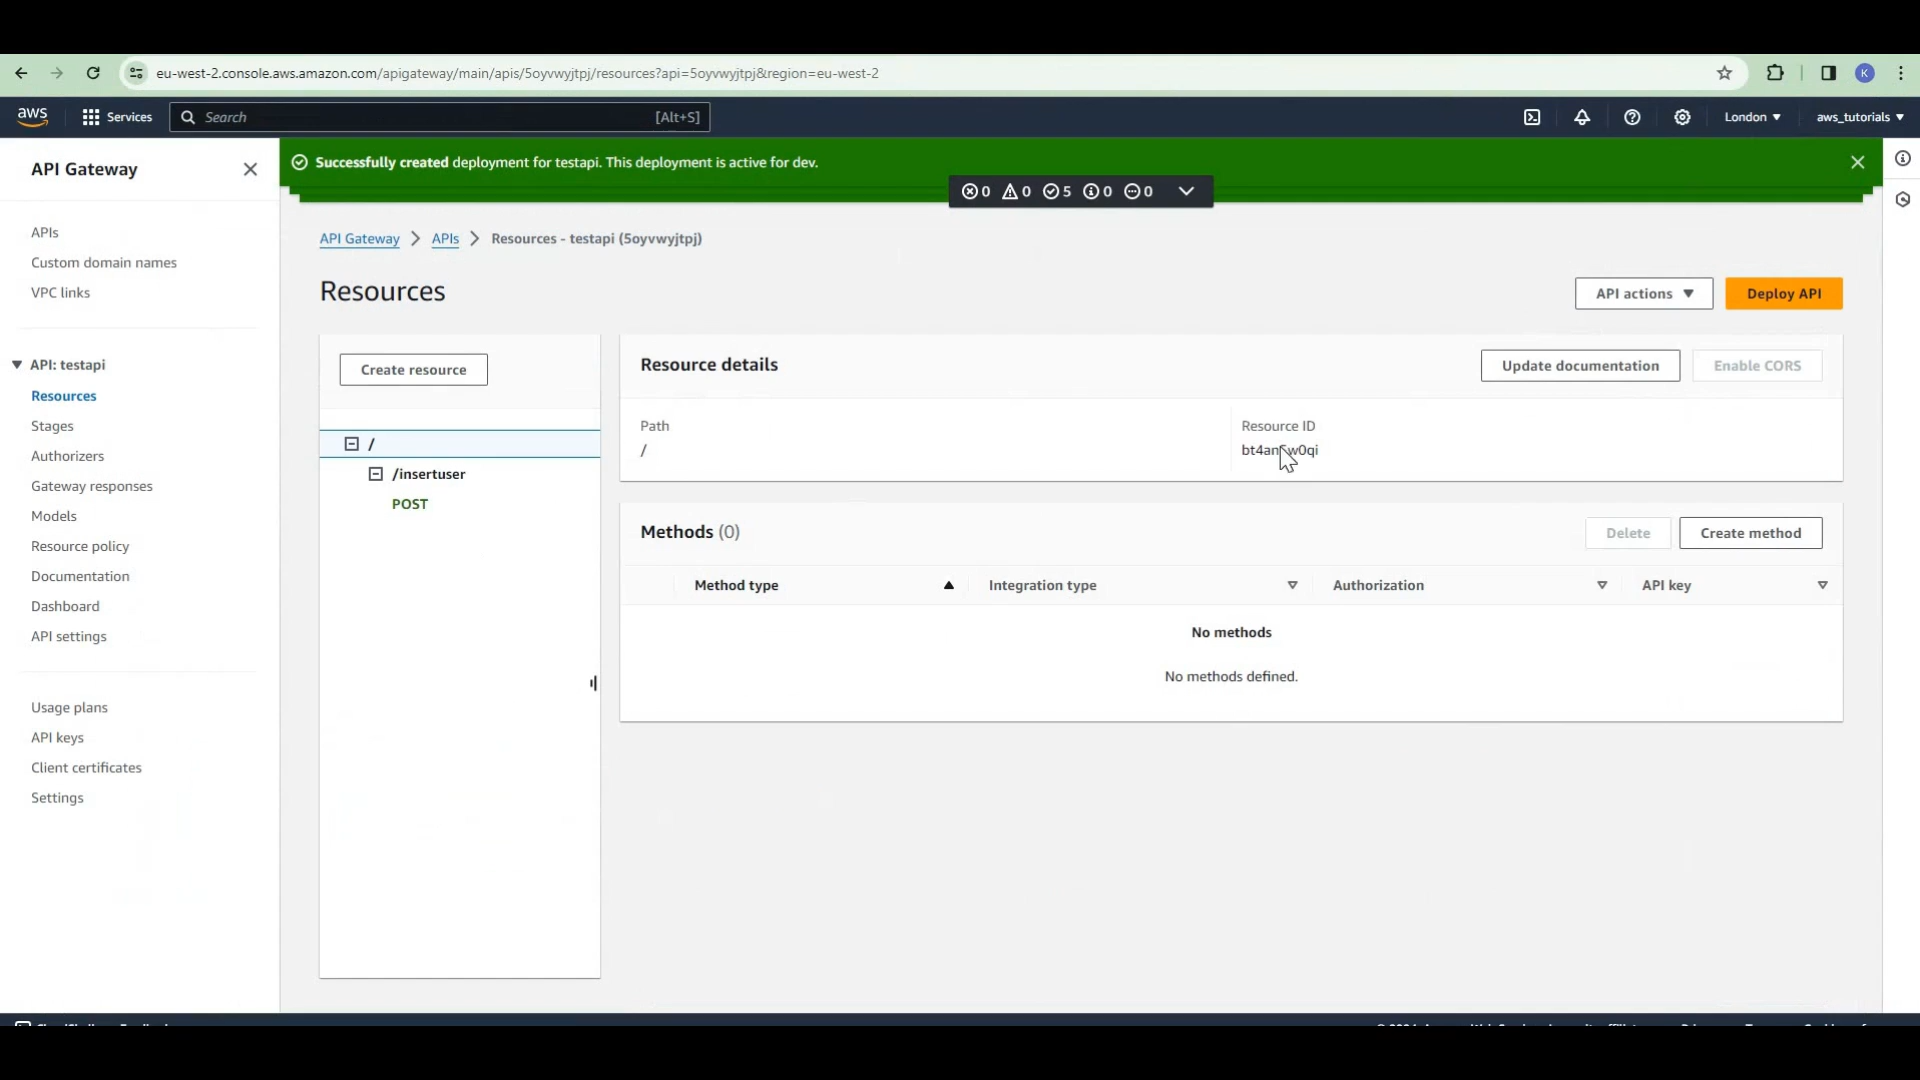 eu-west-2.console.aws.amazon.com/apigateway/main/apis/5oyvwyjtpj/resources?api=5oyvwyjtpj&region=eu-west-2
K
aws
Services
Search
[Alt+S]
London
aws_tutorials
API Gateway
Successfully created deployment for testapi. This deployment is active for dev.
0 0 5 0 0
API Gateway
APIs
Resources - testapi (5oyvwyjtpj)
Resources
API actions
Deploy API
APIs
Custom domain names
VPC links
API: testapi
Resources
Stages
Authorizers
Gateway responses
Models
Resource policy
Documentation
Dashboard
API settings
Usage plans
API keys
Client certificates
Settings
Create resource
/
/insertuser
POST
Resource details
Update documentation
Enable CORS
Path
/
Resource ID
Methods (0)
Delete
Create method
Method type
Integration type
Authorization
API key
No methods
No methods defined.